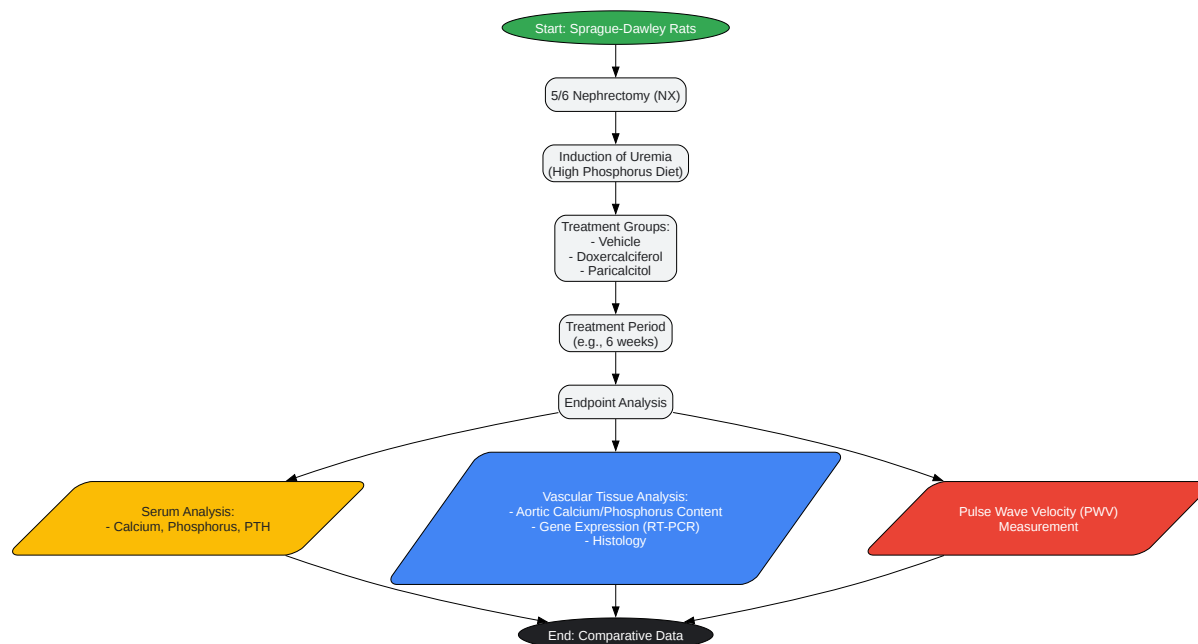 Start: Sprague-Dawley Rats
5/6 Nephrectomy (NX)
Induction of Uremia
(High Phosphorus Diet)
Treatment Groups:
- Vehicle
- Doxercalciferol
- Paricalcitol
Treatment Period
(e.g., 6 weeks)
Endpoint Analysis
Serum Analysis:
- Calcium, Phosphorus, PTH
Vascular Tissue Analysis:
- Aortic Calcium/Phosphorus Content
- Gene Expression (RT-PCR)
- Histology
Pulse Wave Velocity (PWV)
Measurement
End: Comparative Data